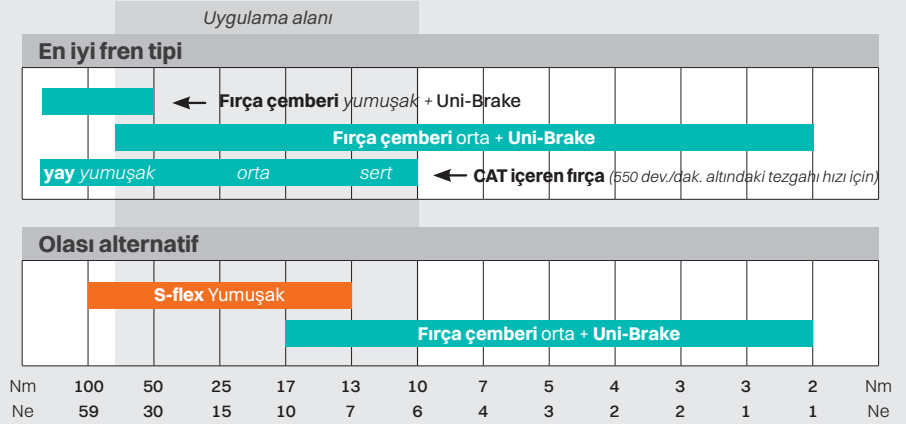 Uygulama alanı
En iyi fren tipi
Fırça çemberi yumuşak + Uni-Brake
Fırça çemberi orta + Uni-Brake
yay yumuşak orta sert CAT içeren fırça (550 dev./dak. altındaki tezgahı hızı için)
Olası alternatif
S-flex Yumuşak
Fırça çemberi orta + Uni-Brake
Nm 100 50 25 17 13 10 7 5 4 3 3 2 Nm
Ne 59 30 15 10 7 6 4 3 2 2 1 1 Ne